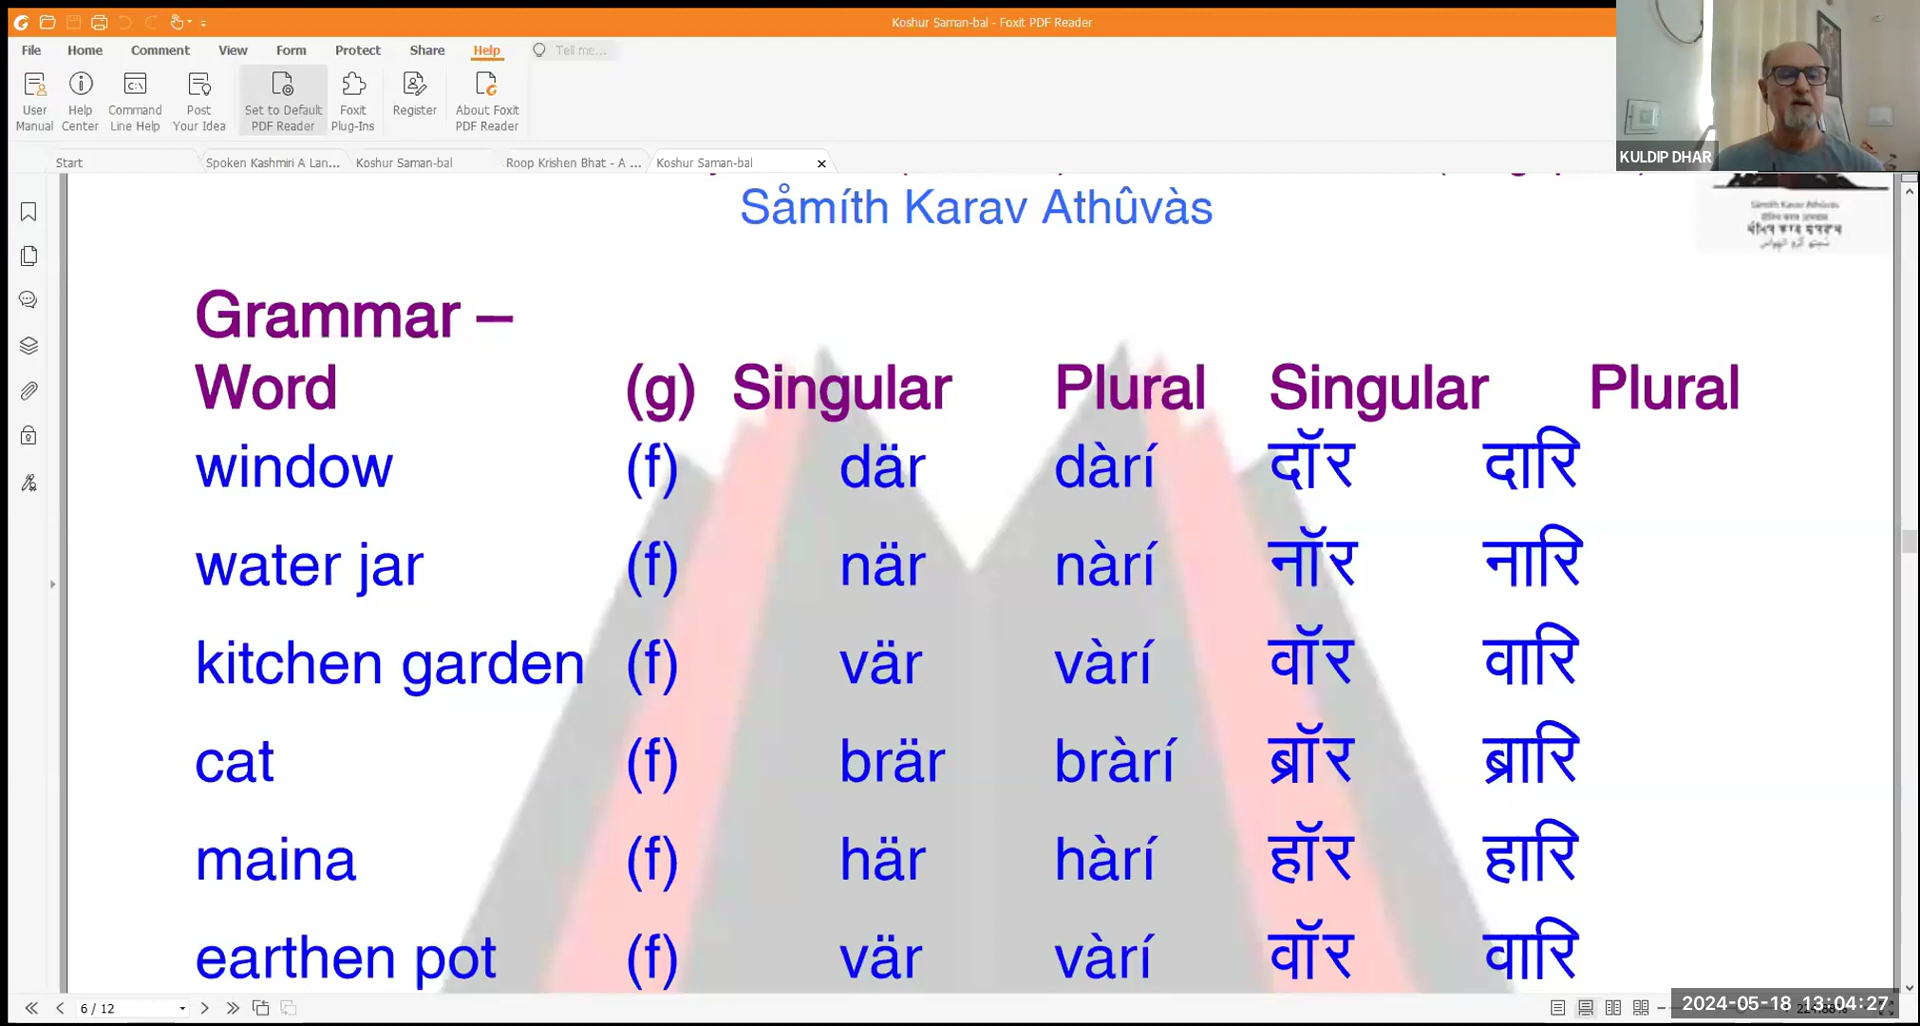 Koshur Saman-bal - Foxit PDF Reader
File Home Comment View Form Protect Share Help Tell me...
User Manual
Help Center
Command Line Help
Post Your Idea
Set to Default PDF Reader
Foxit Plug-Ins
Register
About Foxit PDF Reader
Start Spoken Kashmiri A Lan... Koshur Saman-bal Roop Krishen Bhat - A ... Koshur Saman-bal
KULDIP DHAR
Såmíth Karav Athûvàs
Såmíth Karav Athûvàs
Grammar –
Word (g) Singular Plural Singular Plural
window (f) där dàrí दॉर दारि
water jar (f) när nàrí नॉर नारि
kitchen garden (f) vär vàrí वॉर वारि
cat (f) brär bràrí ब्रॉर ब्रारि
maina (f) här hàrí हॉर हारि
earthen pot (f) vär vàrí वॉर वारि
6 / 12
2024-05-18 13:04:27